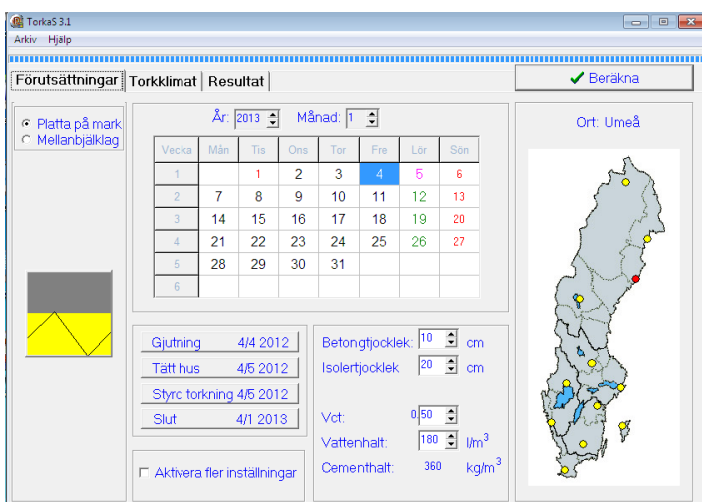 TorkaS 3.1
Arkiv Hjälp
Förutsättningar Torkklimat Resultat Beräkna
Platta på mark
Mellanbjälklag
År: 2013 Månad: 1
Ort: Umeå
Vecka Mån Tis Ons Tor Fre Lör Sön
1 1 2 3 4 5 6
2 7 8 9 10 11 12 13
3 14 15 16 17 18 19 20
4 21 22 23 24 25 26 27
5 28 29 30 31
6
Gjutning 4/4 2012
Tätt hus 4/5 2012
Styrc torkning 4/5 2012
Slut 4/1 2013
Betongtjocklek: 10 cm
Isolertjocklek 20 cm
Vct: 0.50
Vattenhalt: 180 l/m³
Cementhalt: 360 kg/m³
Aktivera fler inställningar